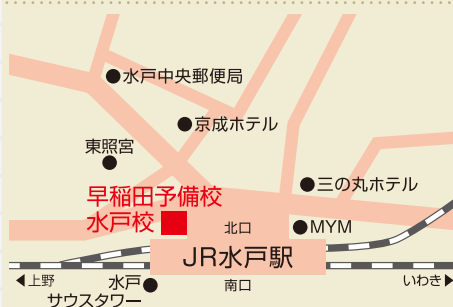 水戸中央郵便局
京成ホテル
東照宮
三の丸ホテル
早稲田予備校
水戸校
北口
MYM
JR水戸駅
◀上野
水戸
サウスタワー
南口
いわき▶